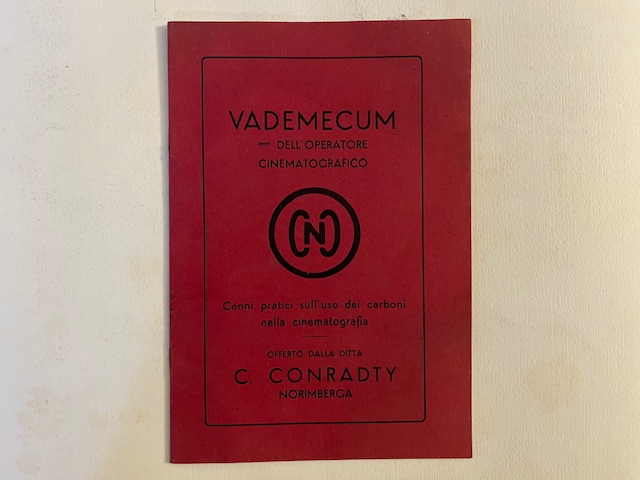 VADEMECUM
— DELL'OPERATORE
CINEMATOGRAFICO
CNC
Cenni pratici sull'uso dei carboni
nella cinematografia
OFFERTO DALLA DITTA
C. CONRADTY
NORIMBERGA